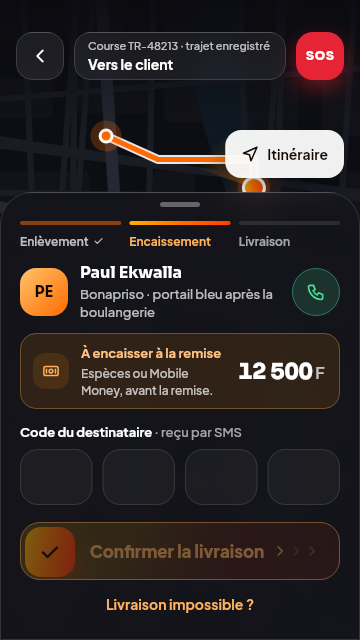 Course TR-48213 · trajet enregistré
Vers le client
SOS
Itinéraire
Enlèvement
Encaissement
Livraison
PE
Paul Ekwalla
Bonapriso · portail bleu après la
boulangerie
À encaisser à la remise
Espèces ou Mobile
Money, avant la remise.
12 500 F
Code du destinataire · reçu par SMS
Confirmer la livraison
Livraison impossible ?